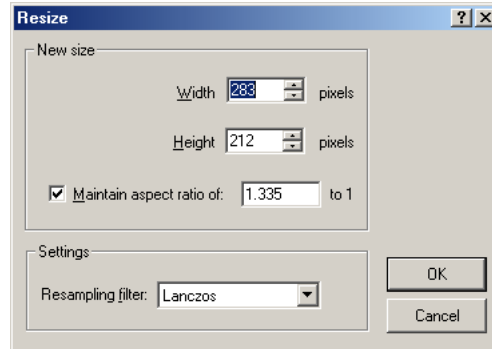 Resize
New size
Width 283 pixels
Height 212 pixels
Maintain aspect ratio of: 1.335 to 1
Settings
Resampling filter: Lanczos
OK
Cancel